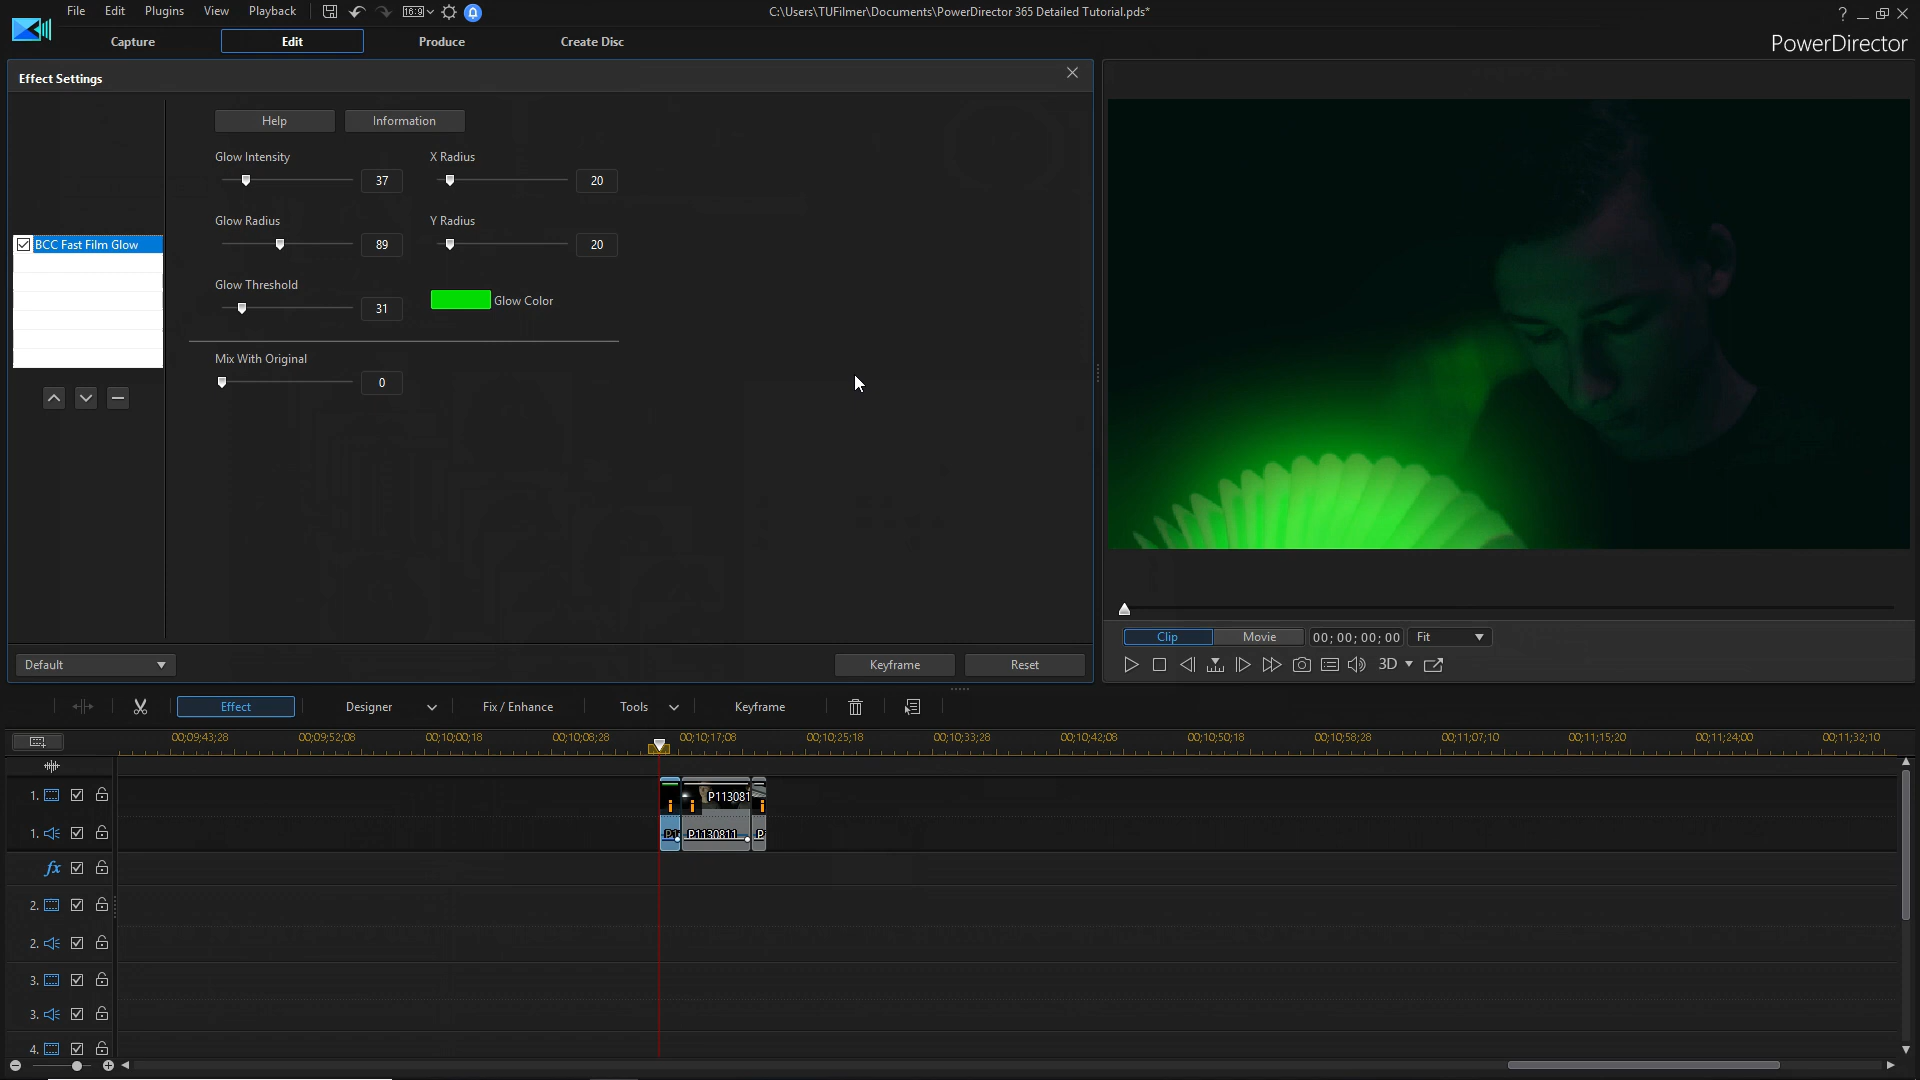 File Edit Plugins View Playback 16:9 C:\Users\TUFilmer\Documents\PowerDirector 365 Detailed Tutorial.pds* ?
Capture Edit Produce Create Disc PowerDirector
Effect Settings
Help Information
Glow Intensity X Radius
37 20
Glow Radius Y Radius
BCC Fast Film Glow 89 20
Glow Threshold
31 Glow Color
Mix With Original
0
Default Keyframe Reset
Clip Movie 00; 00; 00; 00 Fit
3D
Effect Designer Fix / Enhance Tools Keyframe
00;09;43;28 00;09;52;08 00;10;00;18 00;10;08;28 00;10;17;08 00;10;25;18 00;10;33;28 00;10;42;08 00;10;50;18 00;10;58;28 00;11;07;10 00;11;15;20 00;11;24;00 00;11;32;10
1. i i P113081 i
1. P1 P1130811 P
fx
2.
2.
3.
3.
4.